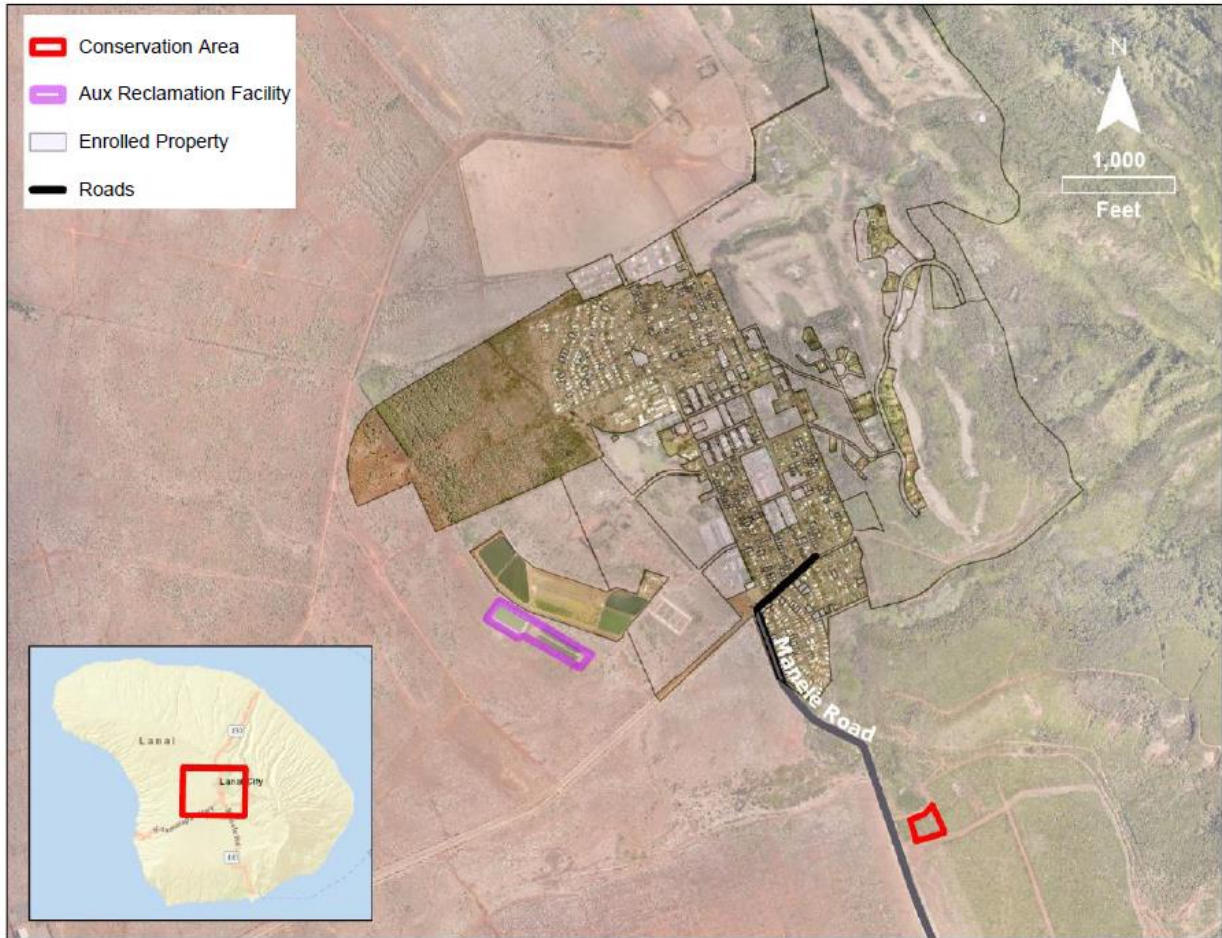 Conservation Area
Aux Reclamation Facility
Enrolled Property
Roads
N
1,000
Feet
Manele Road
Lanai
Lanai City